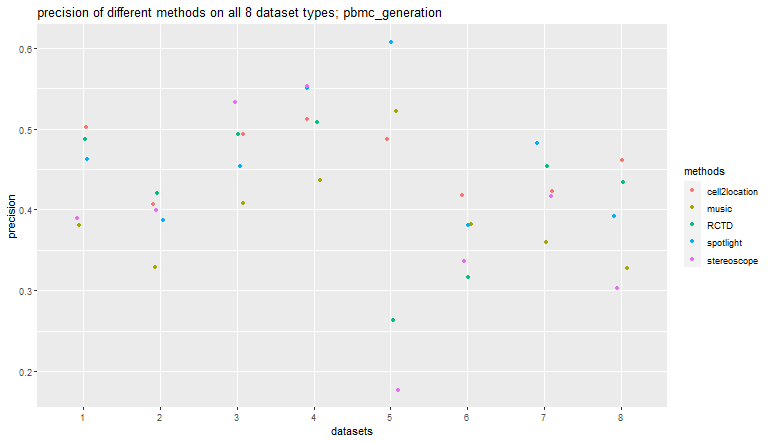 precision of different methods on all 8 dataset types; pbmc_generation
0.6
0.5
0.4
0.3
0.2
precision
1 2 3 4 5 6 7 8
datasets
methods
cell2location
music
RCTD
spotlight
stereoscope